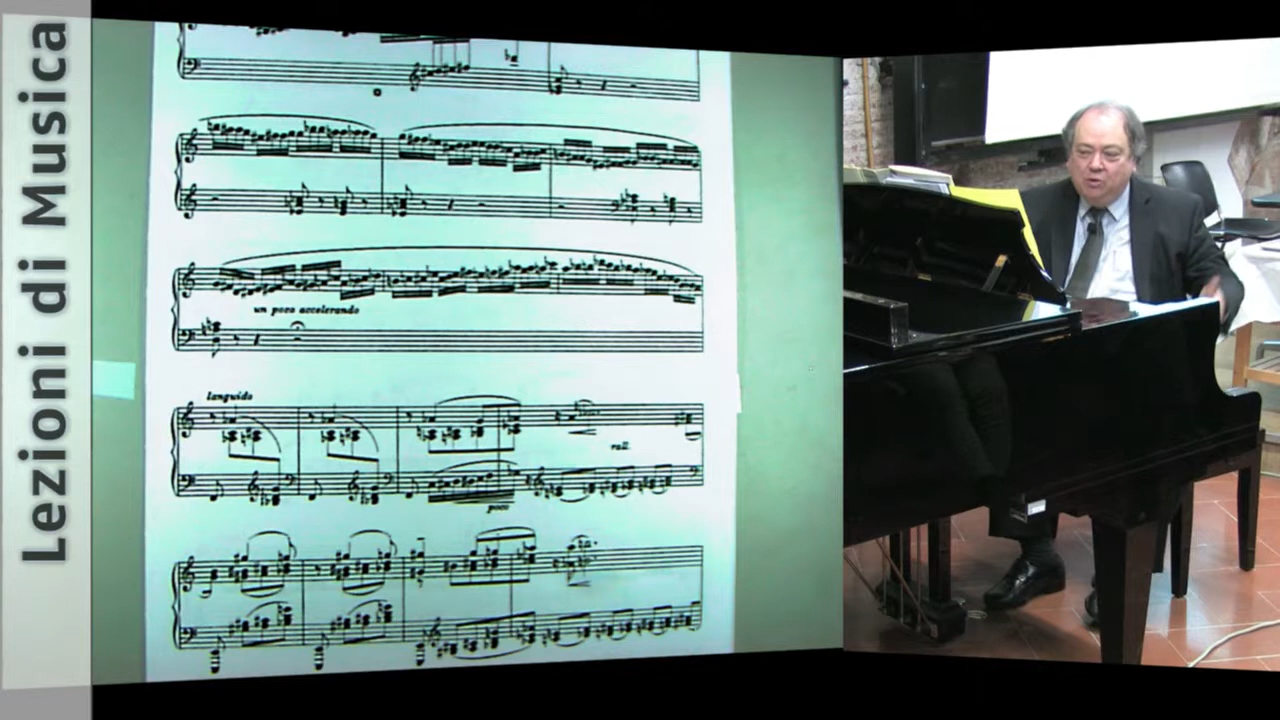 Lezioni di Musica
un poco accelerando
languido
rall.
poco